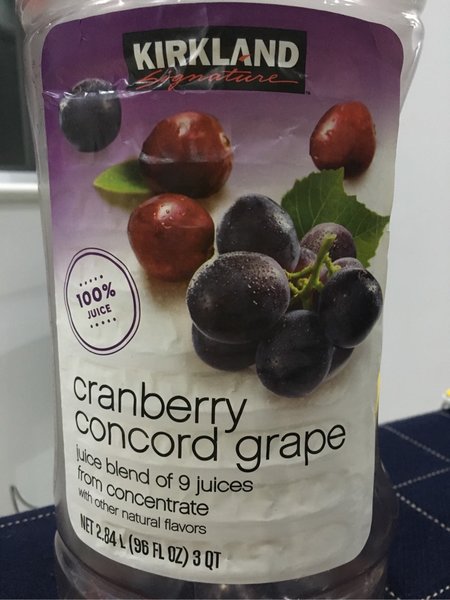 KIRKLAND
Signature
100%
JUICE
cranberry
concord grape
juice blend of 9 juices
from concentrate
with other natural flavors
NET 2.84 L (96 FL OZ) 3 QT